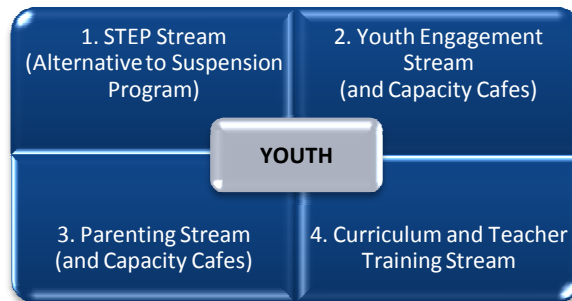 1. STEP Stream
(Alternative to Suspension
Program)
2. Youth Engagement
Stream
(and Capacity Cafes)
YOUTH
3. Parenting Stream
(and Capacity Cafes)
4. Curriculum and Teacher
Training Stream